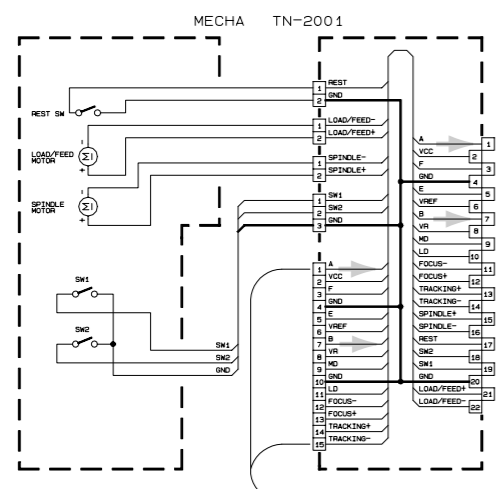 MECHA TN-2001
REST SW
LOAD/FEED
MOTOR
-
+
SPINDLE
MOTOR
-
+
SW1
SW2
SW1
SW2
GND
1 REST
2 GND
1 LOAD/FEED-
2 LOAD/FEED+
1 SPINDLE-
2 SPINDLE+
1 SW1
2 SW2
3 GND
1 A
2 VCC
3 F
4 GND
5 E
6 VREF
7 B
8 VR
9 MD
10 GND
11 LD
12 FOCUS-
13 FOCUS+
14 TRACKING+
15 TRACKING-
A 1
VCC 2
F 3
GND 4
E 5
VREF 6
B 7
VR 8
MD 9
LD 10
FOCUS- 11
FOCUS+ 12
TRACKING+ 13
TRACKING- 14
SPINDLE+ 15
SPINDLE- 16
REST 17
SW2 18
SW1 19
GND 20
LOAD/FEED+ 21
LOAD/FEED- 22